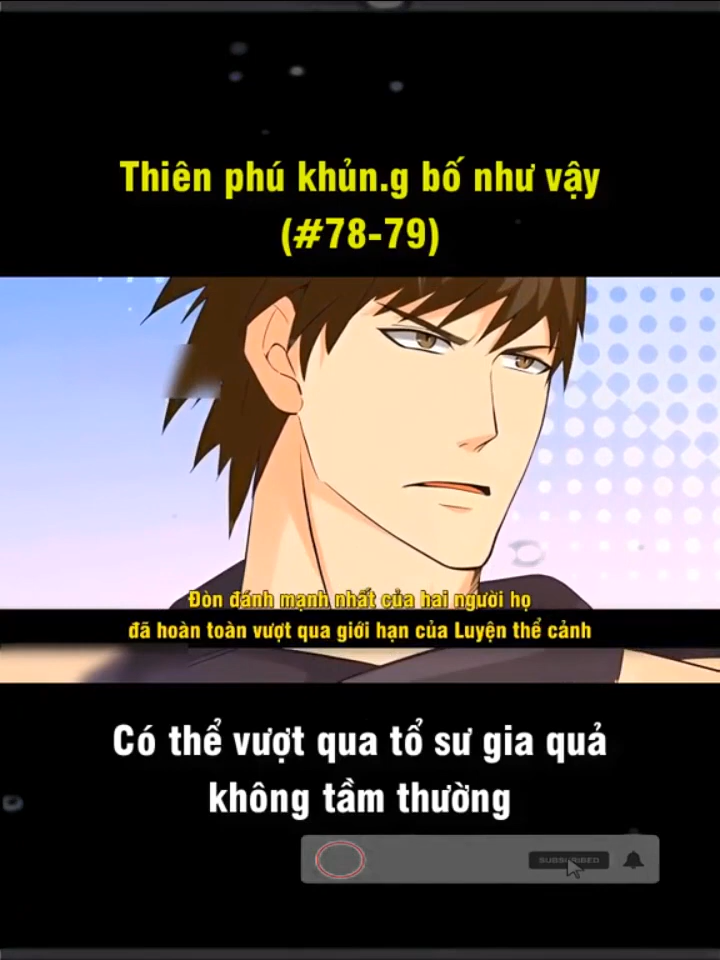 Thiên phú khủn.g bố như vậy
(#78-79)
Đòn đánh mạnh nhất của hai người họ
đã hoàn toàn vượt qua giới hạn của Luyện thể cảnh
Có thể vượt qua tổ sư gia quả
không tầm thường
SUBSCRIBED